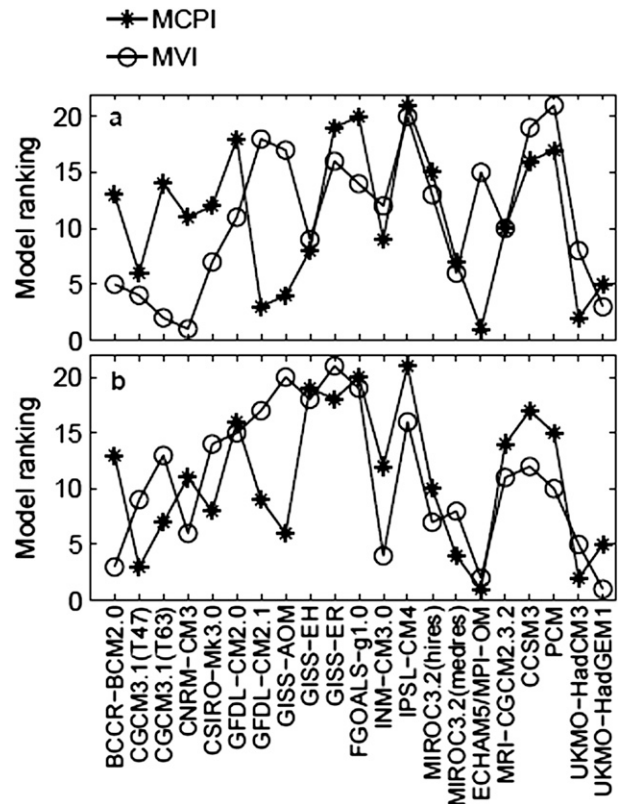 MCPI
MVI
a
Model ranking
20
15
10
5
0
b
Model ranking
20
15
10
5
0
BCCR-BCM2.0
CGCM3.1(T47)
CGCM3.1(T63)
CNRM-CM3
CSIRO-Mk3.0
GFDL-CM2.0
GFDL-CM2.1
GISS-AOM
GISS-EH
GISS-ER
FGOALS-g1.0
INM-CM3.0
IPSL-CM4
MIROC3.2(hires)
MIROC3.2(medres)
ECHAM5/MPI-OM
MRI-CGCM2.3.2
CCSM3
PCM
UKMO-HadCM3
UKMO-HadGEM1